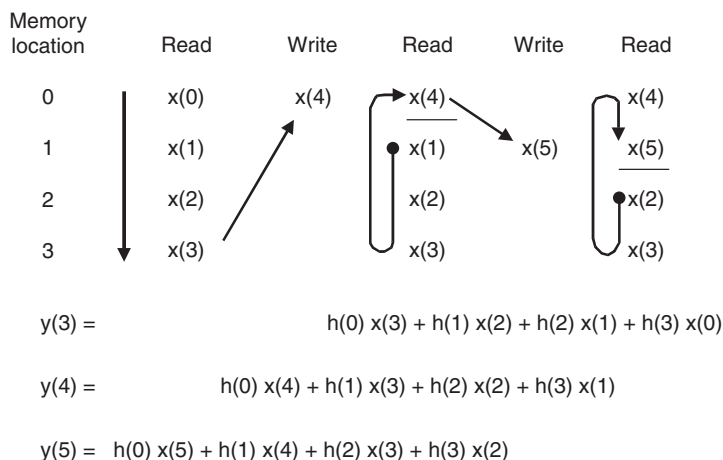 Memory
location Read Write Read Write Read
0 x(0) x(4) x(4) x(4)
1 x(1) x(1) x(5) x(5)
2 x(2) x(2) x(2)
3 x(3) x(3) x(3)
y(3) = h(0) x(3) + h(1) x(2) + h(2) x(1) + h(3) x(0)
y(4) = h(0) x(4) + h(1) x(3) + h(2) x(2) + h(3) x(1)
y(5) = h(0) x(5) + h(1) x(4) + h(2) x(3) + h(3) x(2)